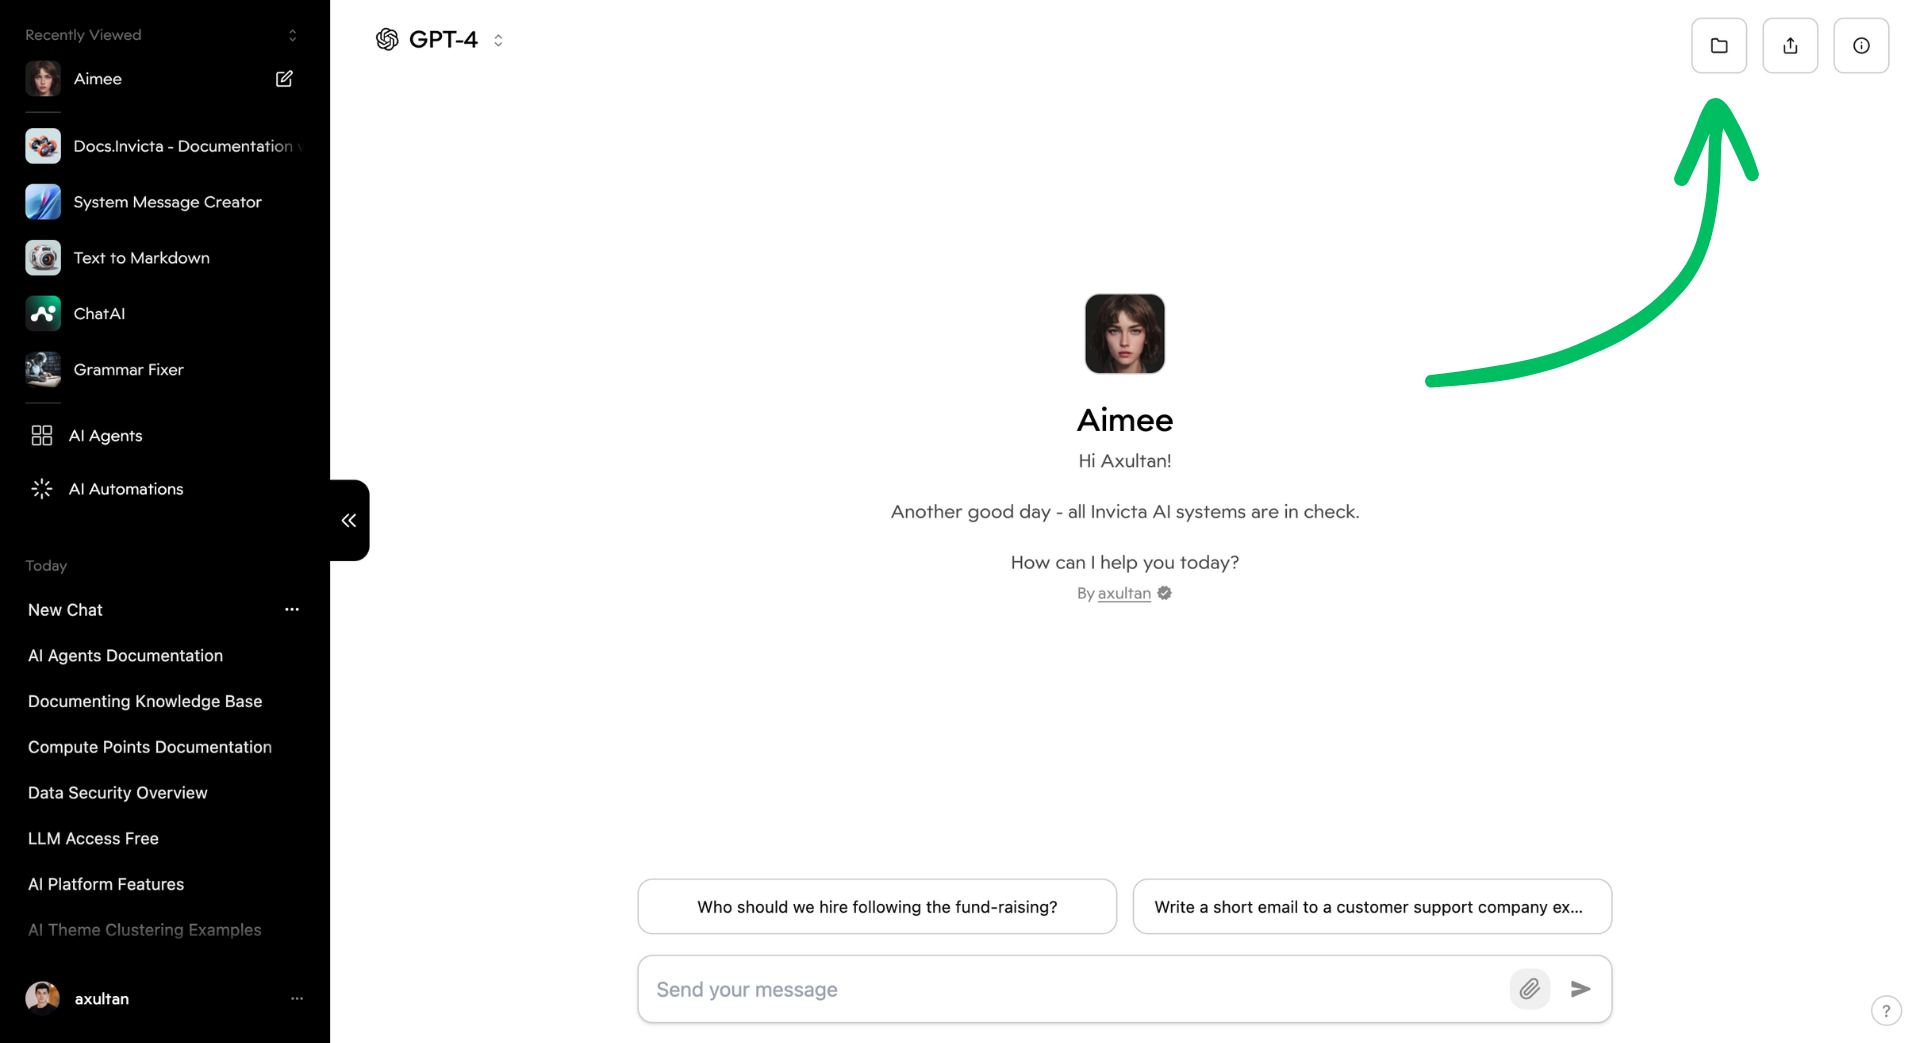 Recently Viewed
Aimee
Docs.Invicta - Documentation
System Message Creator
Text to Markdown
ChatAI
Grammar Fixer
AI Agents
AI Automations
Today
New Chat
AI Agents Documentation
Documenting Knowledge Base
Compute Points Documentation
Data Security Overview
LLM Access Free
AI Platform Features
AI Theme Clustering Examples
axultan
GPT-4
Aimee
Hi Axultan!
Another good day - all Invicta AI systems are in check.
How can I help you today?
By axultan
Who should we hire following the fund-raising?
Write a short email to a customer support company ex...
Send your message
?